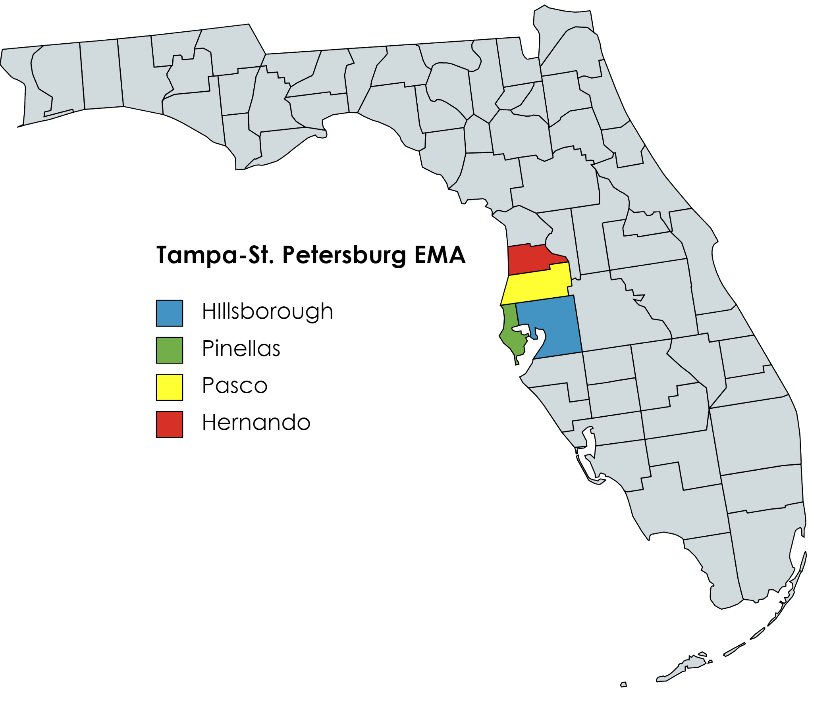 Tampa-St. Petersburg EMA
HIllsborough
Pinellas
Pasco
Hernando